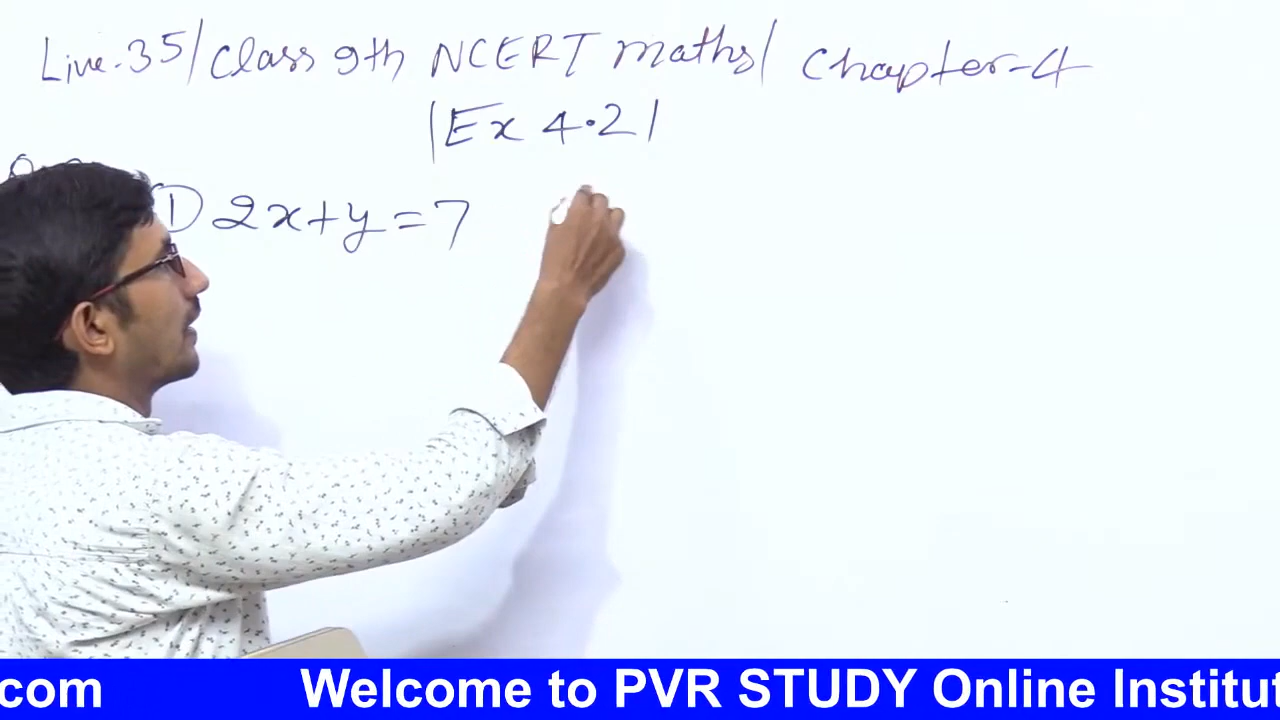 Live-35/Class 9th NCERT maths/ Chapter-4
|Ex 4.2|
① 2x+y=7
.com Welcome to PVR STUDY Online Institut